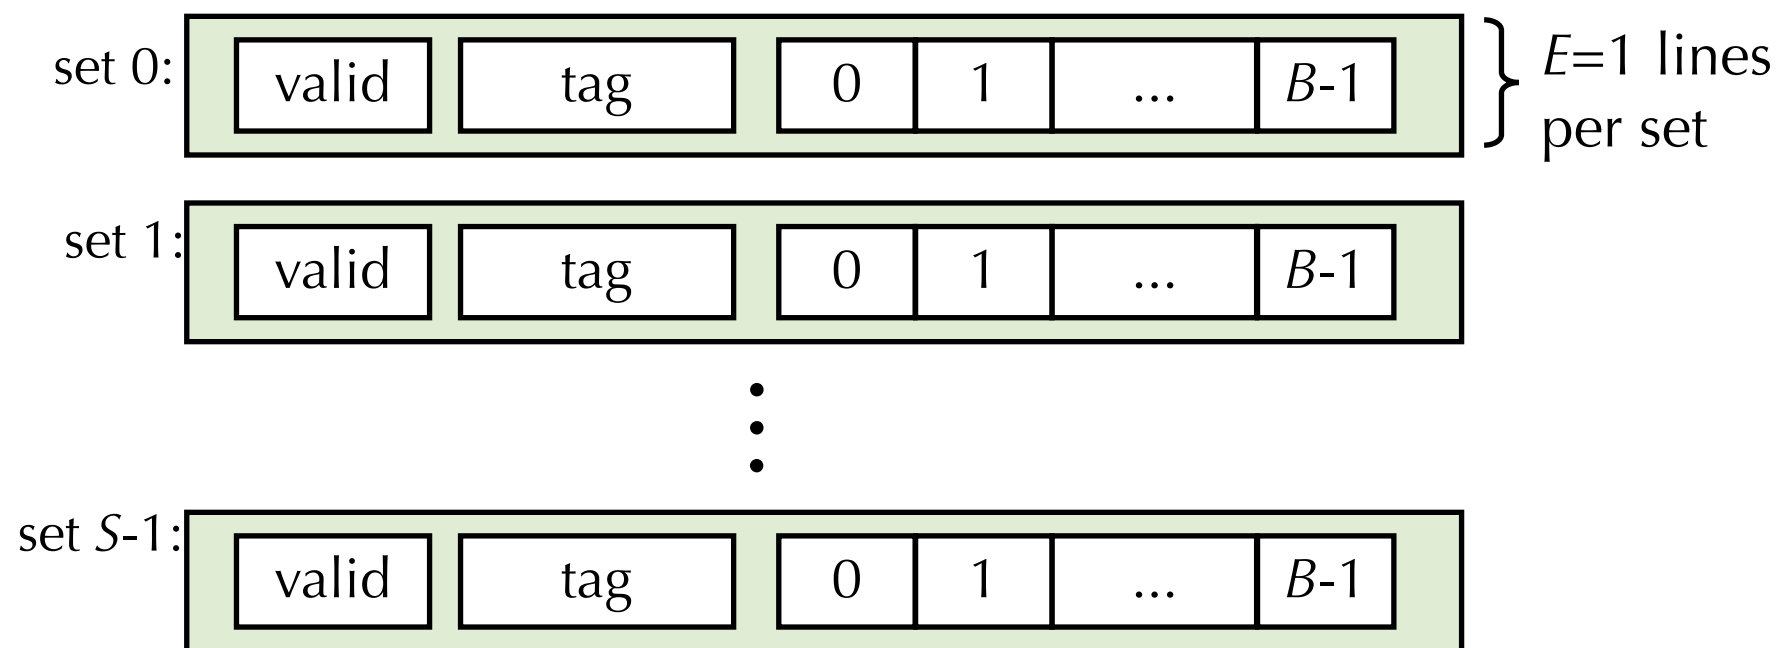 set 0: valid tag 0 1 ... B-1 E=1 lines
per set
set 1: valid tag 0 1 ... B-1
set S-1: valid tag 0 1 ... B-1